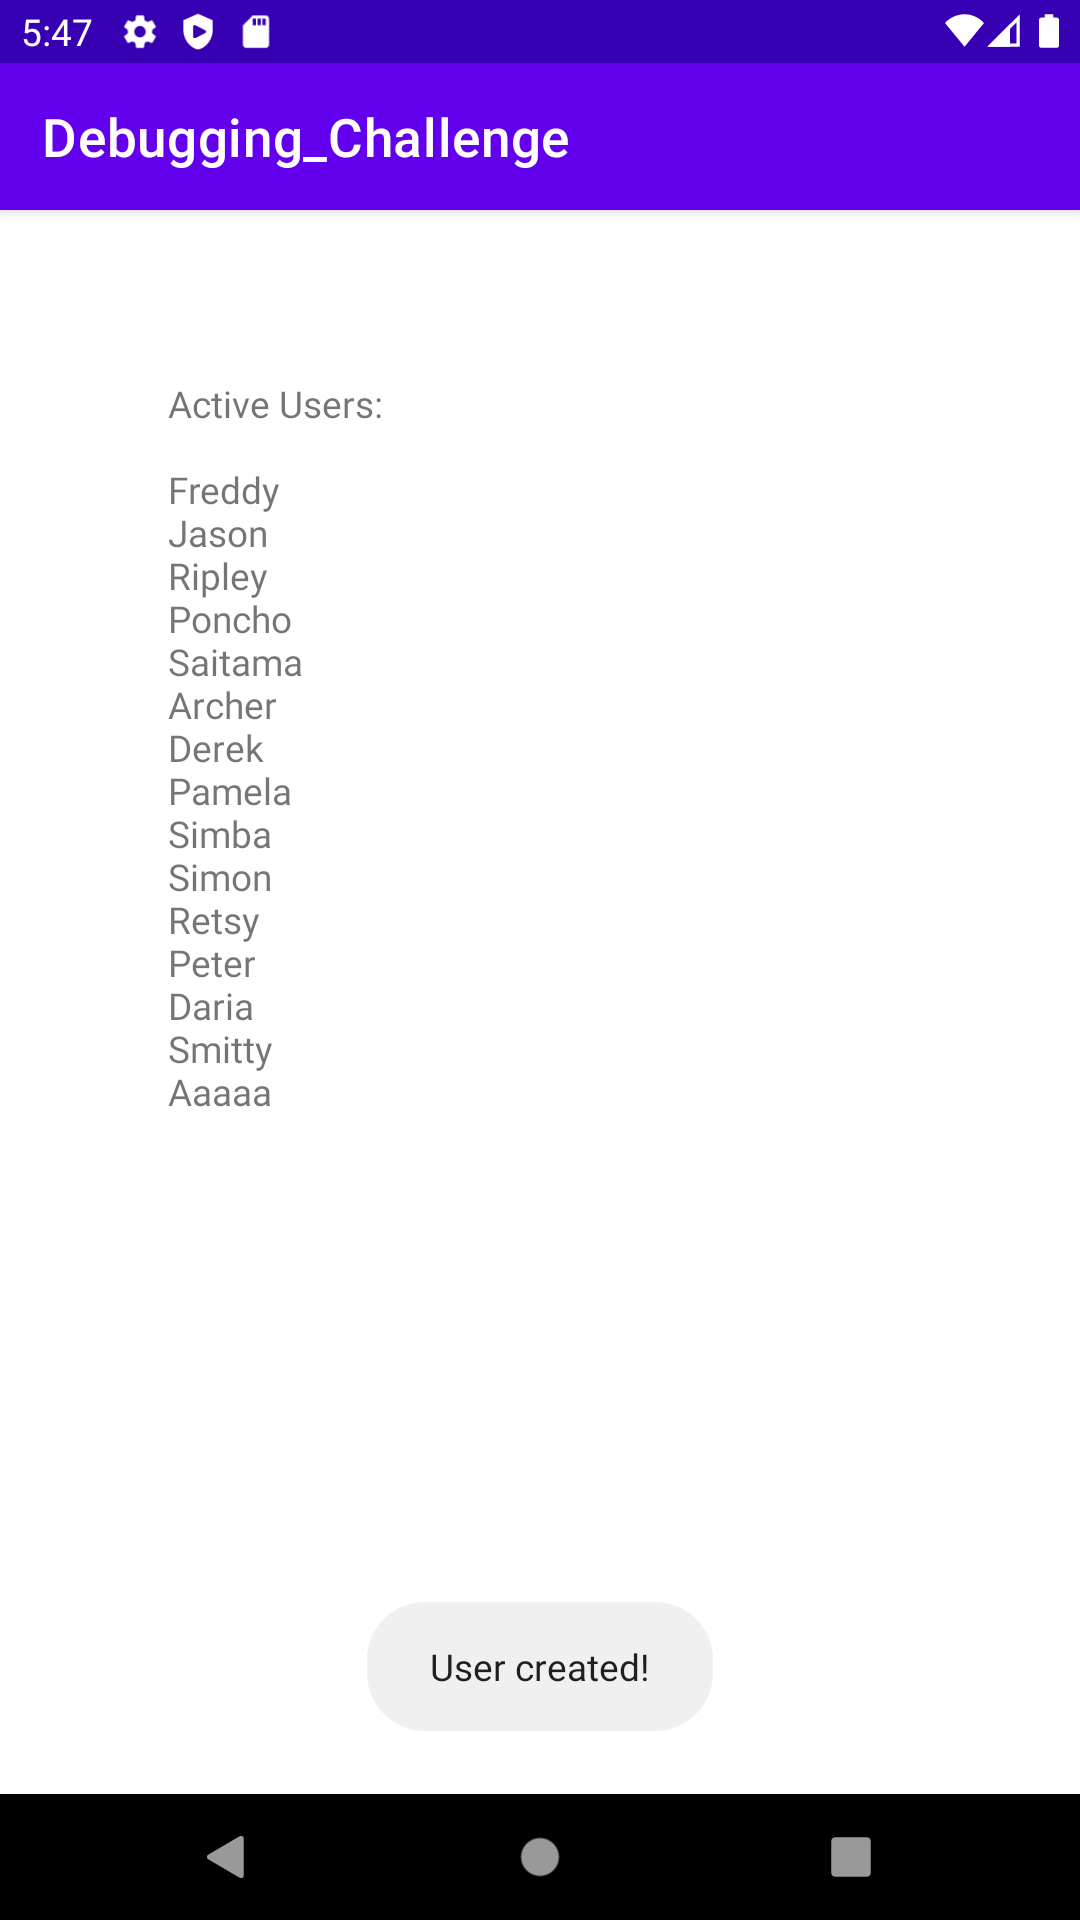 5:47
Debugging_Challenge
Active Users:
Freddy
Jason
Ripley
Poncho
Saitama
Archer
Derek
Pamela
Simba
Simon
Retsy
Peter
Daria
Smitty
Aaaaa
User created!